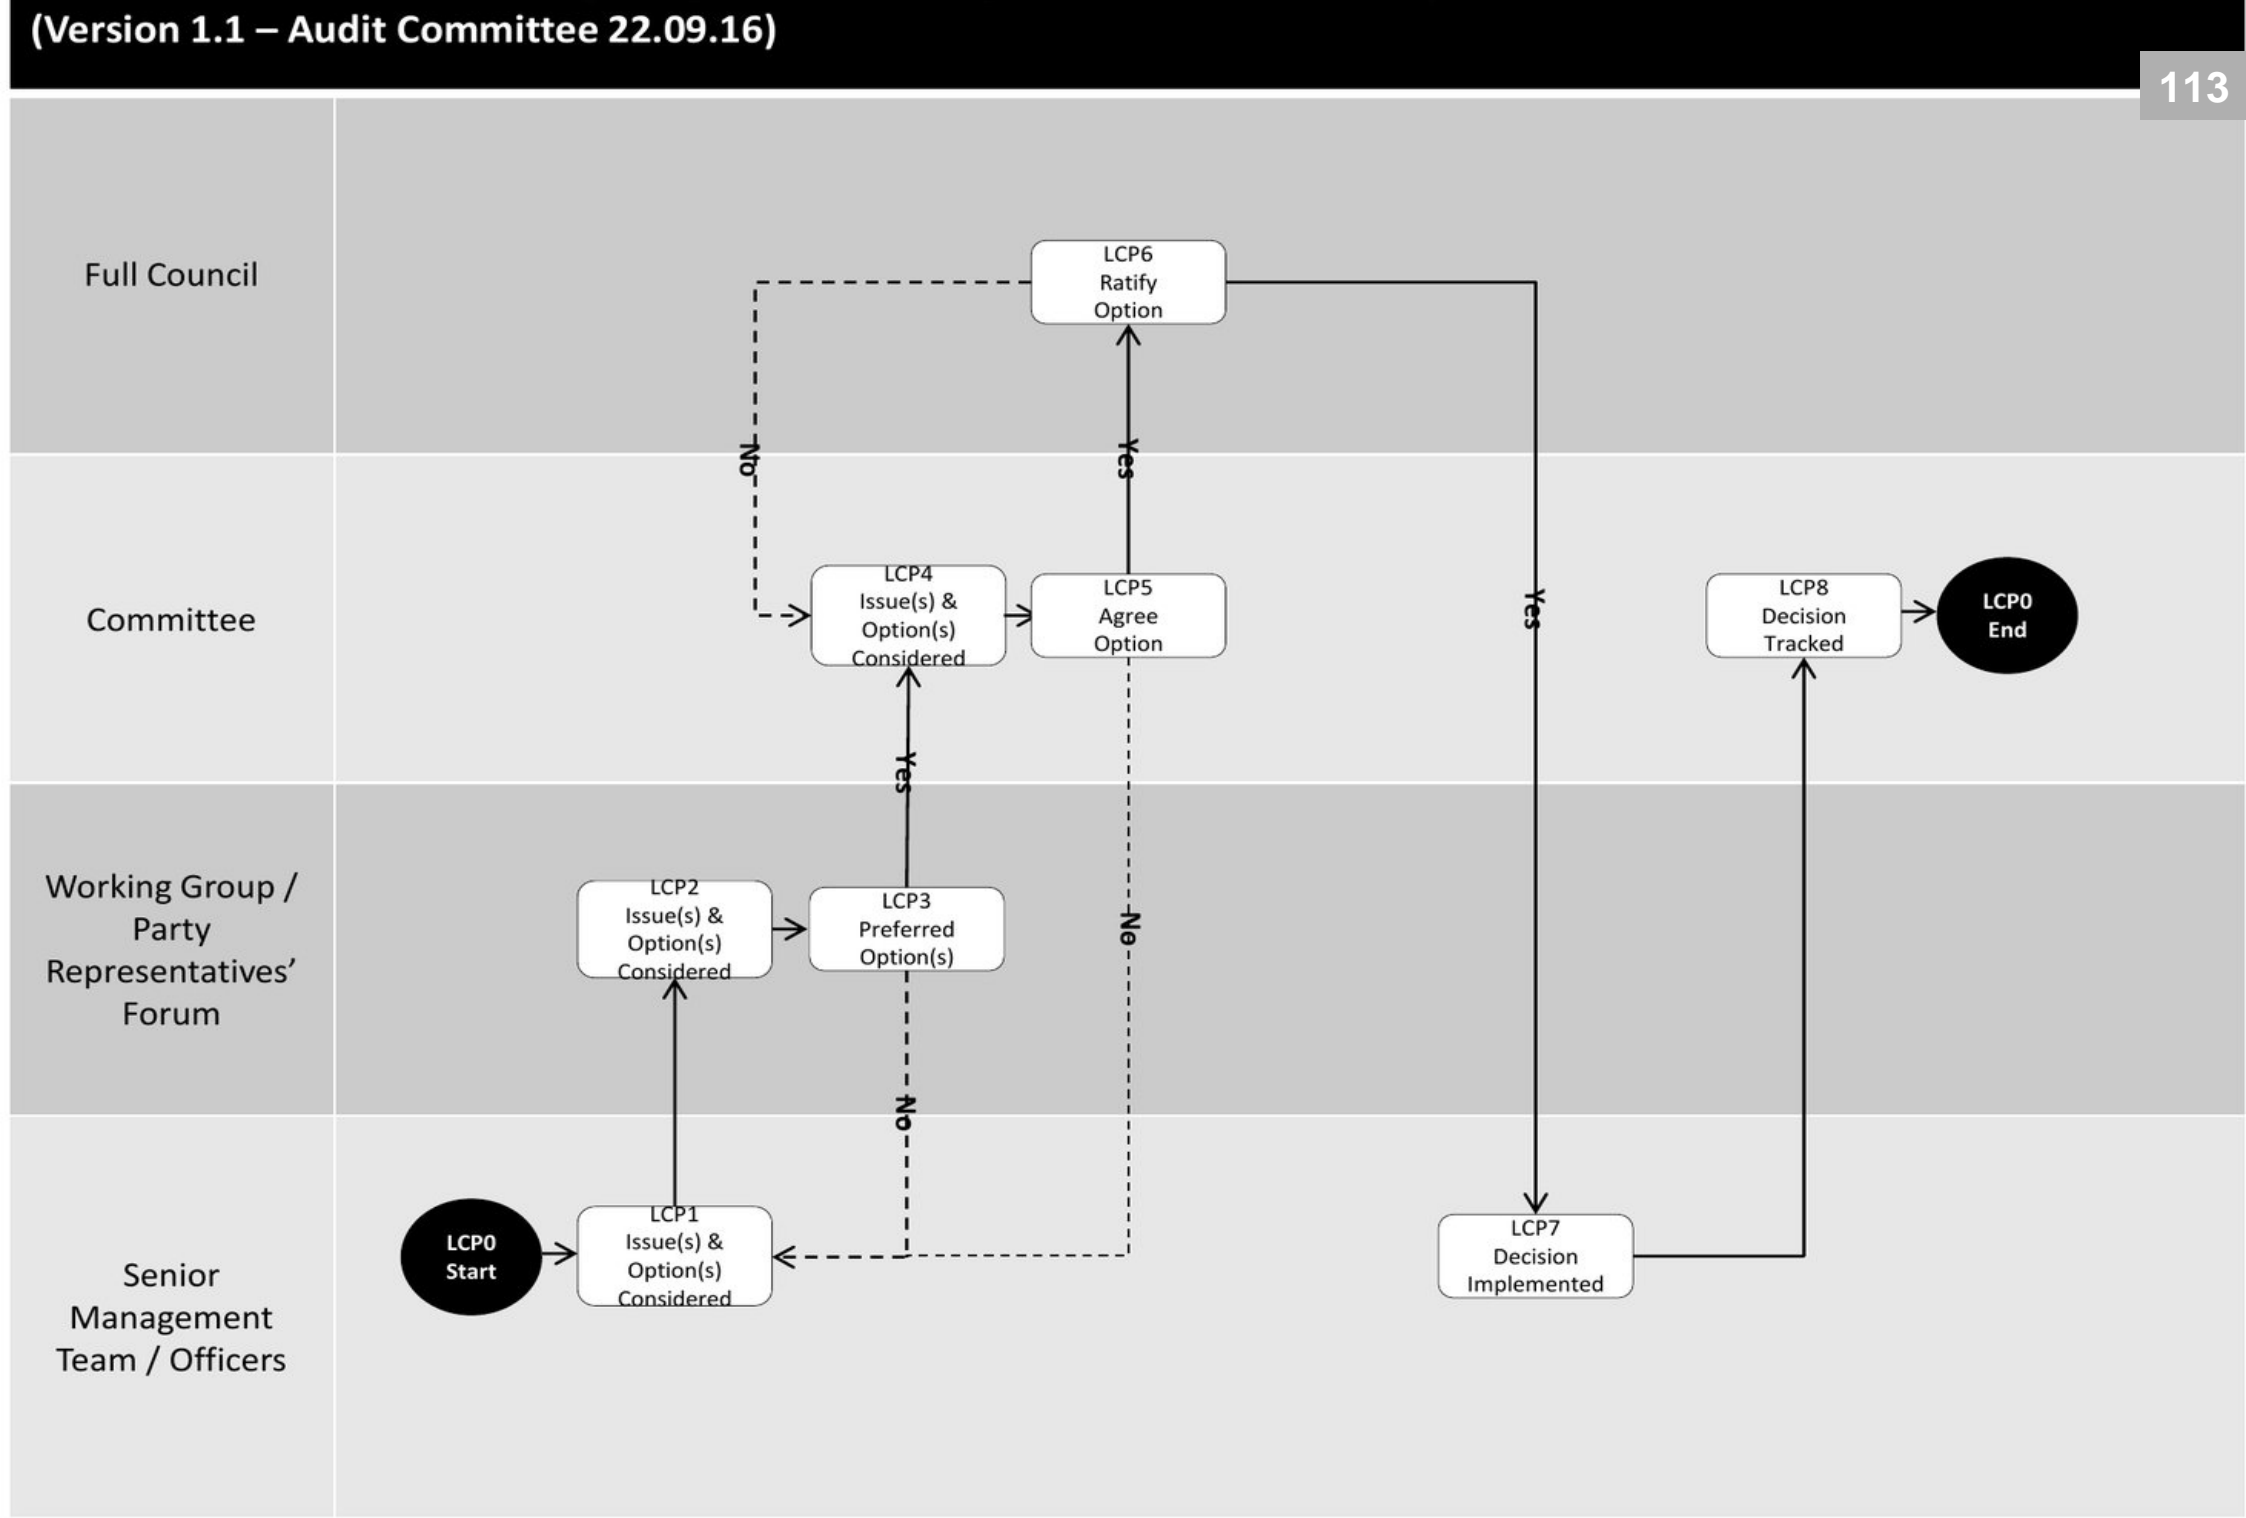 (Version 1.1 – Audit Committee 22.09.16)
113
Full Council
LCP6
Ratify
Option
No
Yes
Yes
Committee
LCP4
Issue(s) &
Option(s)
Considered
LCP5
Agree
Option
LCP8
Decision
Tracked
LCP0
End
Yes
No
Working Group /
Party
Representatives’
Forum
LCP2
Issue(s) &
Option(s)
Considered
LCP3
Preferred
Option(s)
No
Senior
Management
Team / Officers
LCP0
Start
LCP1
Issue(s) &
Option(s)
Considered
LCP7
Decision
Implemented